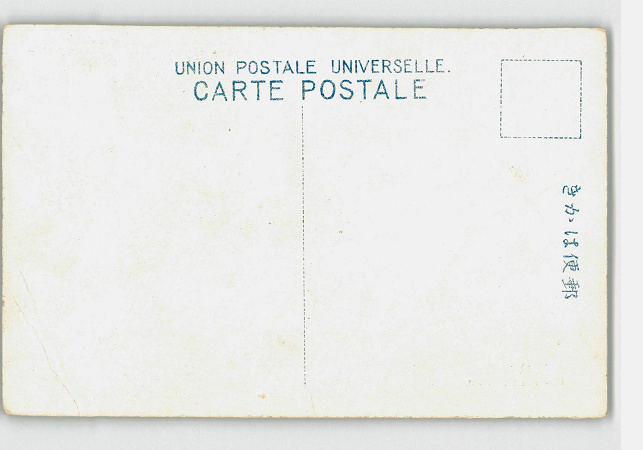 UNION POSTALE UNIVERSELLE.
CARTE POSTALE
郵便はかき